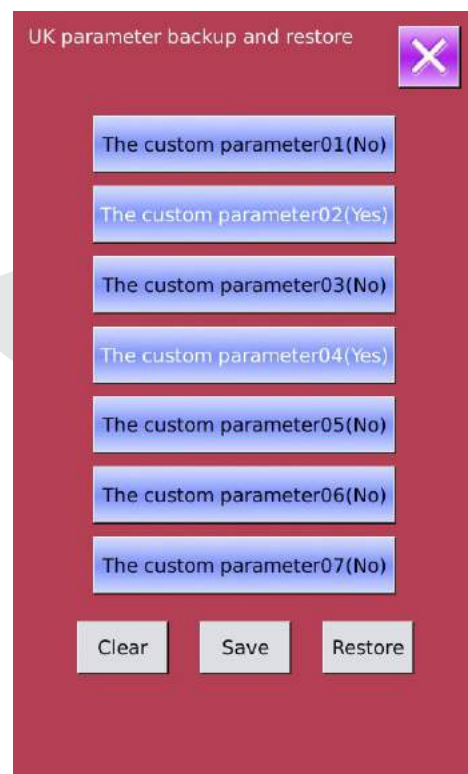 UK parameter backup and restore
The custom parameter01(No)
The custom parameter02(Yes)
The custom parameter03(No)
The custom parameter04(Yes)
The custom parameter05(No)
The custom parameter06(No)
The custom parameter07(No)
Clear Save Restore